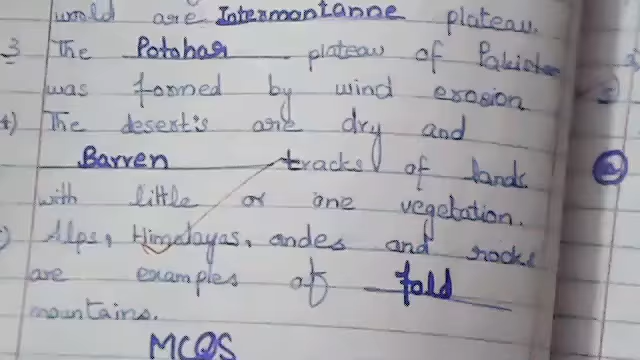 world are Intermontanne plateau.
3 The Potohar plateau of Pakistan
was formed by wind erosion
4) The desert's are dry and
Barren tracks of lands
with little or one vegetation.
) Alps, Himalayas, andes and rocks
are examples of fold
mountains.
MCQS